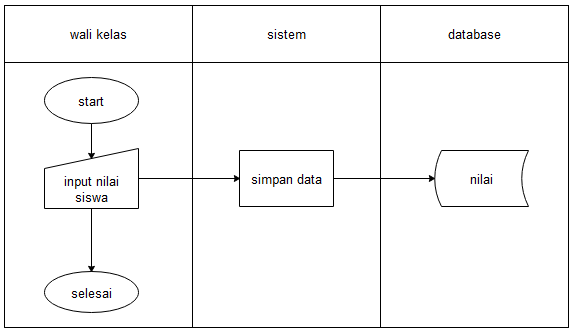 wali kelas
sistem
database
start
input nilai
siswa
simpan data
nilai
selesai